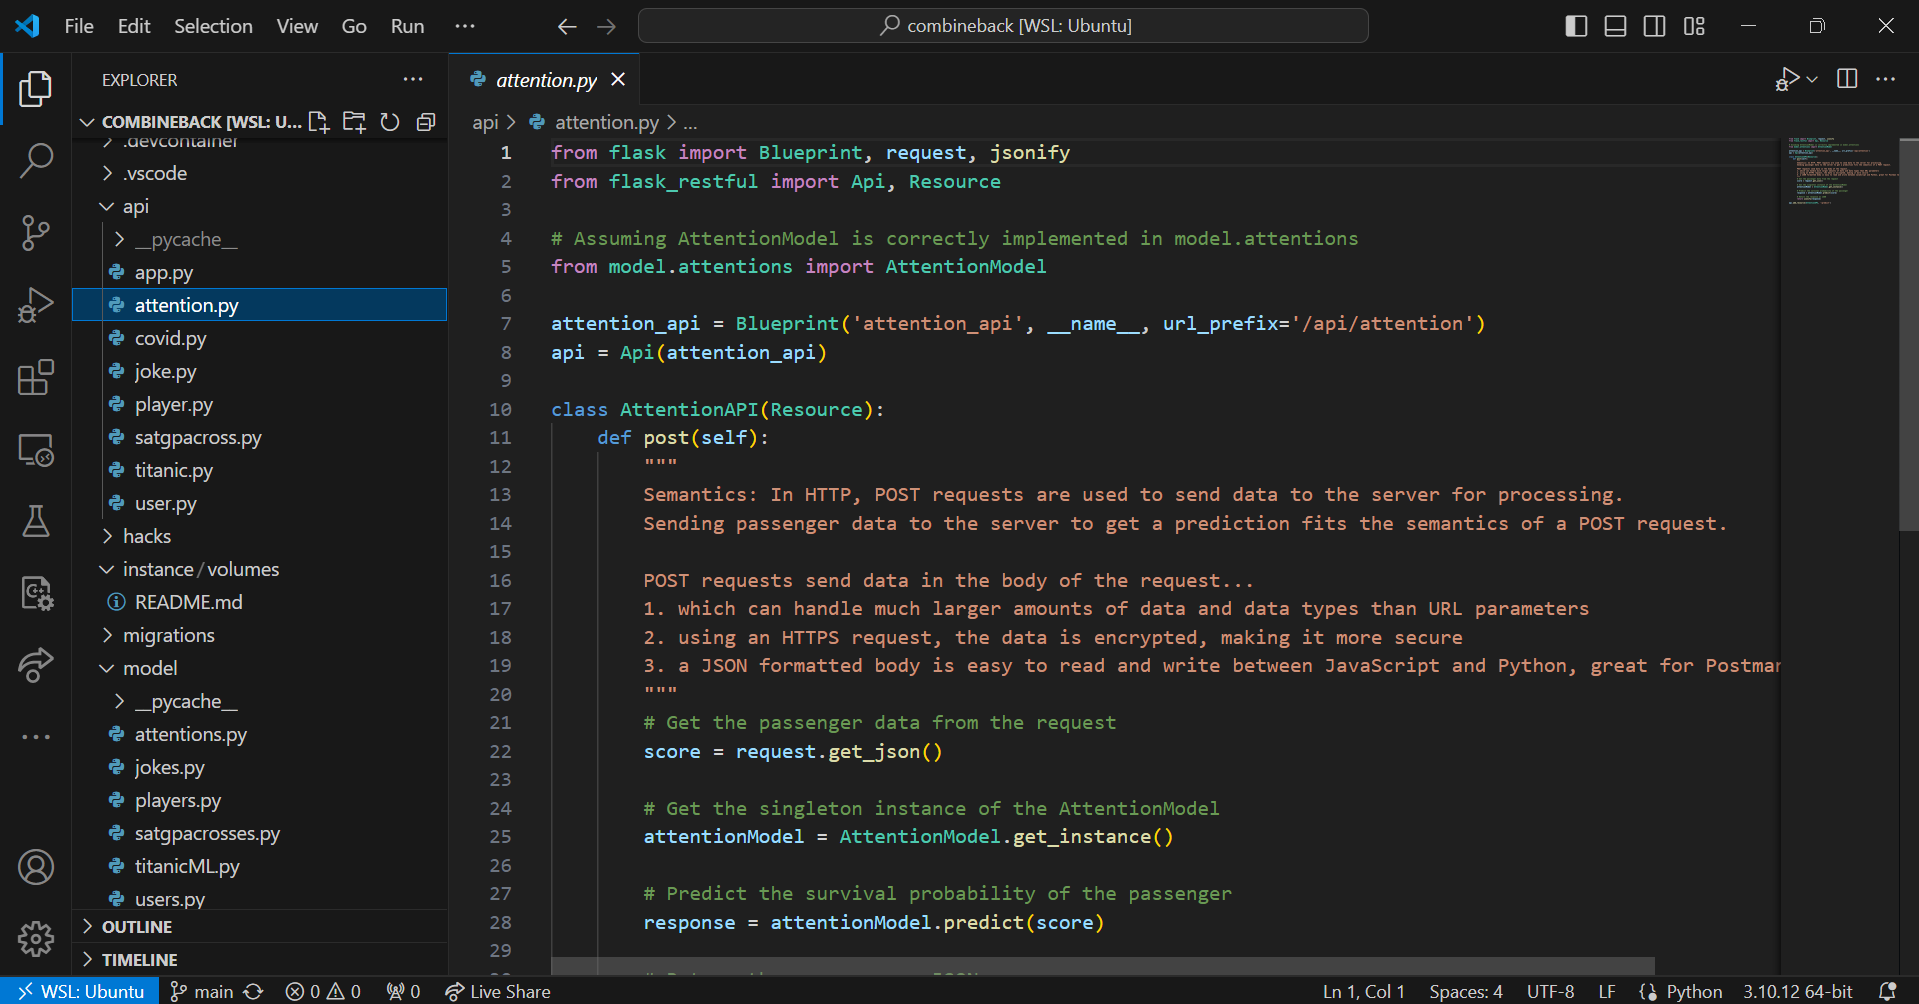 File Edit Selection View Go Run ...
combineback [WSL: Ubuntu]
EXPLORER
COMBINEBACK [WSL: U...
.devcontainer
.vscode
api
__pycache__
app.py
attention.py
covid.py
joke.py
player.py
satgpacross.py
titanic.py
user.py
hacks
instance/volumes
README.md
migrations
model
__pycache__
attentions.py
jokes.py
players.py
satgpacrosses.py
titanicML.py
users.py
OUTLINE
TIMELINE
attention.py
api > attention.py > ...
1 from flask import Blueprint, request, jsonify
2 from flask_restful import Api, Resource
3
4 # Assuming AttentionModel is correctly implemented in model.attentions
5 from model.attentions import AttentionModel
6
7 attention_api = Blueprint('attention_api', __name__, url_prefix='/api/attention')
8 api = Api(attention_api)
9
10 class AttentionAPI(Resource):
11 def post(self):
12 """
13 Semantics: In HTTP, POST requests are used to send data to the server for processing.
14 Sending passenger data to the server to get a prediction fits the semantics of a POST request.
15
16 POST requests send data in the body of the request...
17 1. which can handle much larger amounts of data and data types than URL parameters
18 2. using an HTTPS request, the data is encrypted, making it more secure
19 3. a JSON formatted body is easy to read and write between JavaScript and Python, great for Postma
20 """
21 # Get the passenger data from the request
22 score = request.get_json()
23
24 # Get the singleton instance of the AttentionModel
25 attentionModel = AttentionModel.get_instance()
26
27 # Predict the survival probability of the passenger
28 response = attentionModel.predict(score)
29
WSL: Ubuntu main 0 0 0 Live Share Ln 1, Col 1 Spaces: 4 UTF-8 LF Python 3.10.12 64-bit